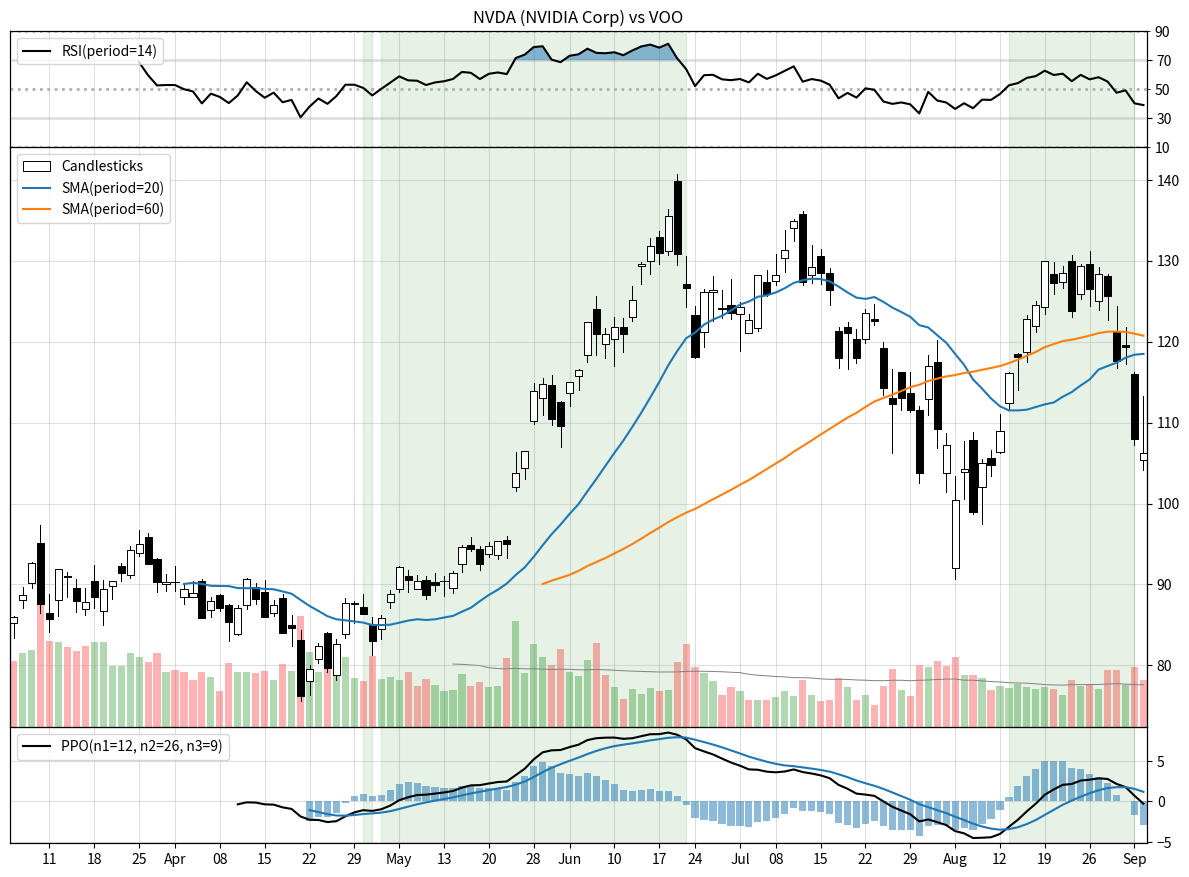 NVDA (NVIDIA Corp) vs VOO
RSI(period=14)
90
70
50
30
10
Candlesticks
SMA(period=20)
SMA(period=60)
140
130
120
110
100
90
80
PPO(n1=12, n2=26, n3=9)
5
0
−5
11 18 25 Apr 08 15 22 29 May 13 20 28 Jun 10 17 24 Jul 08 15 22 29 Aug 12 19 26 Sep